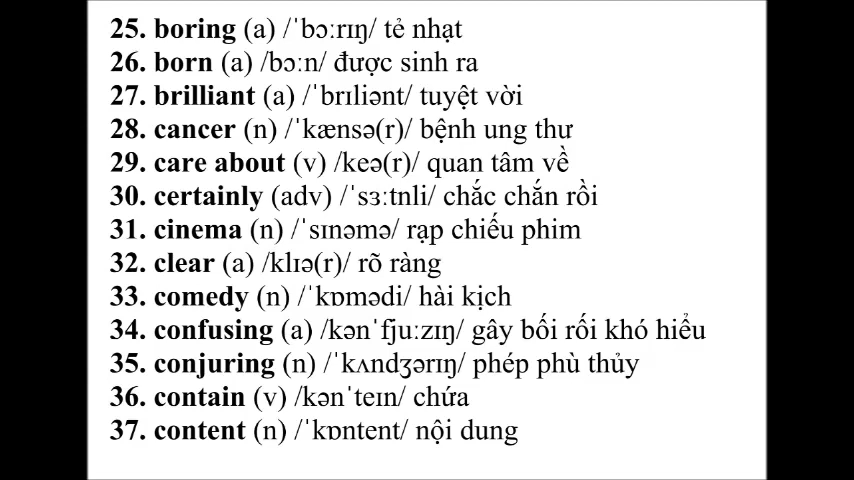 25. boring (a) /ˈbɔːrɪŋ/ tẻ nhạt
26. born (a) /bɔːn/ được sinh ra
27. brilliant (a) /ˈbrɪliənt/ tuyệt vời
28. cancer (n) /ˈkænsə(r)/ bệnh ung thư
29. care about (v) /keə(r)/ quan tâm về
30. certainly (adv) /ˈsɜːtnli/ chắc chắn rồi
31. cinema (n) /ˈsɪnəmə/ rạp chiếu phim
32. clear (a) /klɪə(r)/ rõ ràng
33. comedy (n) /ˈkɒmədi/ hài kịch
34. confusing (a) /kənˈfjuːzɪŋ/ gây bối rối khó hiểu
35. conjuring (n) /ˈkʌndʒərɪŋ/ phép phù thủy
36. contain (v) /kənˈteɪn/ chứa
37. content (n) /ˈkɒntent/ nội dung